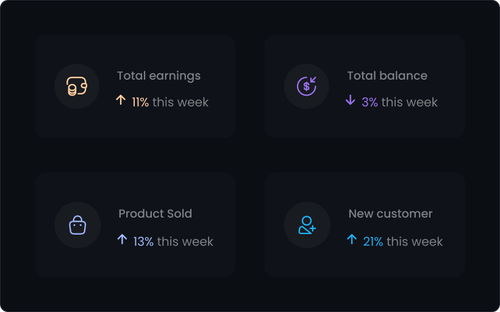 Total earnings
↑ 11% this week
Total balance
$
↓ 3% this week
Product Sold
↑ 13% this week
New customer
↑ 21% this week